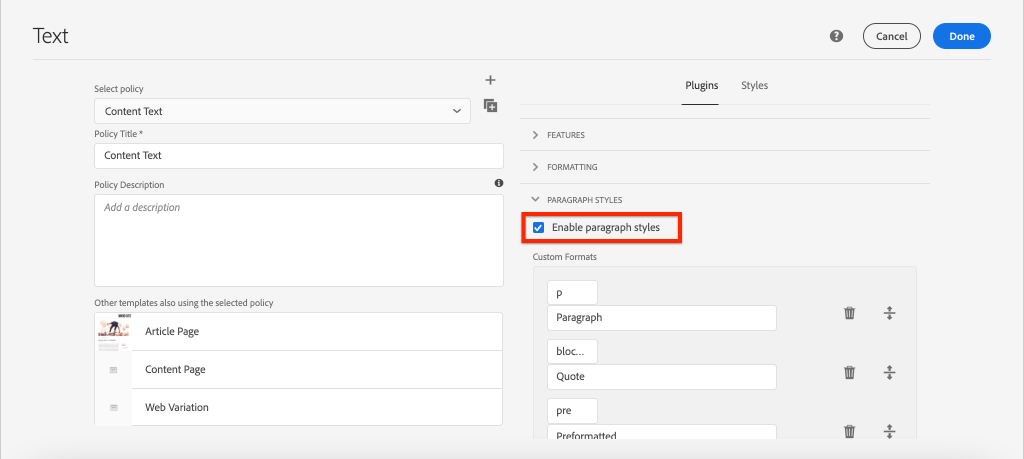 Text
Cancel
Done
Select policy
Content Text
Policy Title *
Content Text
Policy Description
Add a description
Other templates also using the selected policy
Article Page
Content Page
Web Variation
Plugins
Styles
FEATURES
FORMATTING
PARAGRAPH STYLES
Enable paragraph styles
Custom Formats
p
Paragraph
bloc...
Quote
pre
Preformatted